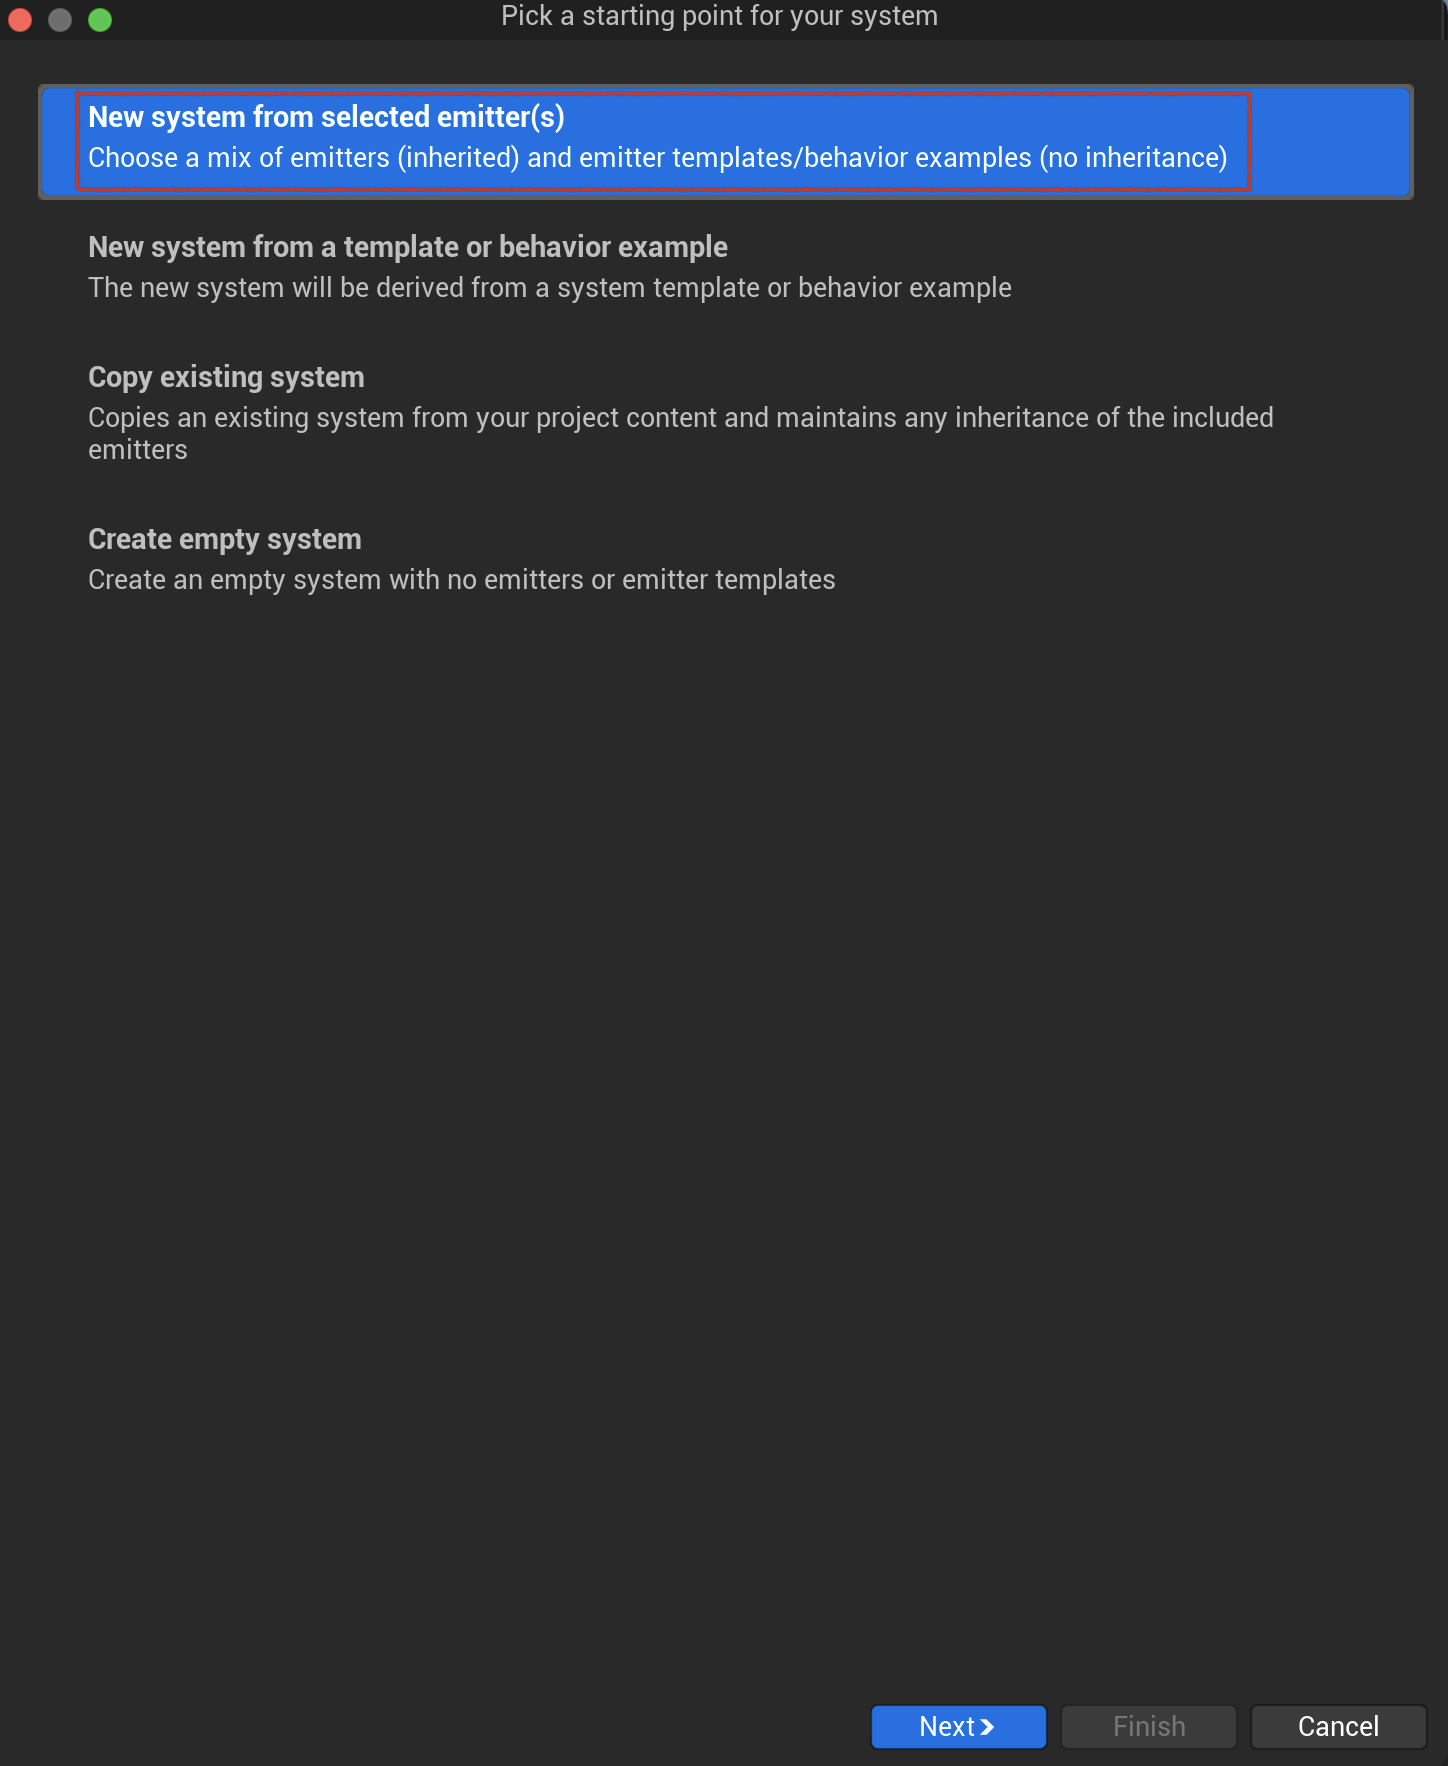 Pick a starting point for your system
New system from selected emitter(s)
Choose a mix of emitters (inherited) and emitter templates/behavior examples (no inheritance)
New system from a template or behavior example
The new system will be derived from a system template or behavior example
Copy existing system
Copies an existing system from your project content and maintains any inheritance of the included
emitters
Create empty system
Create an empty system with no emitters or emitter templates
Next
Finish
Cancel